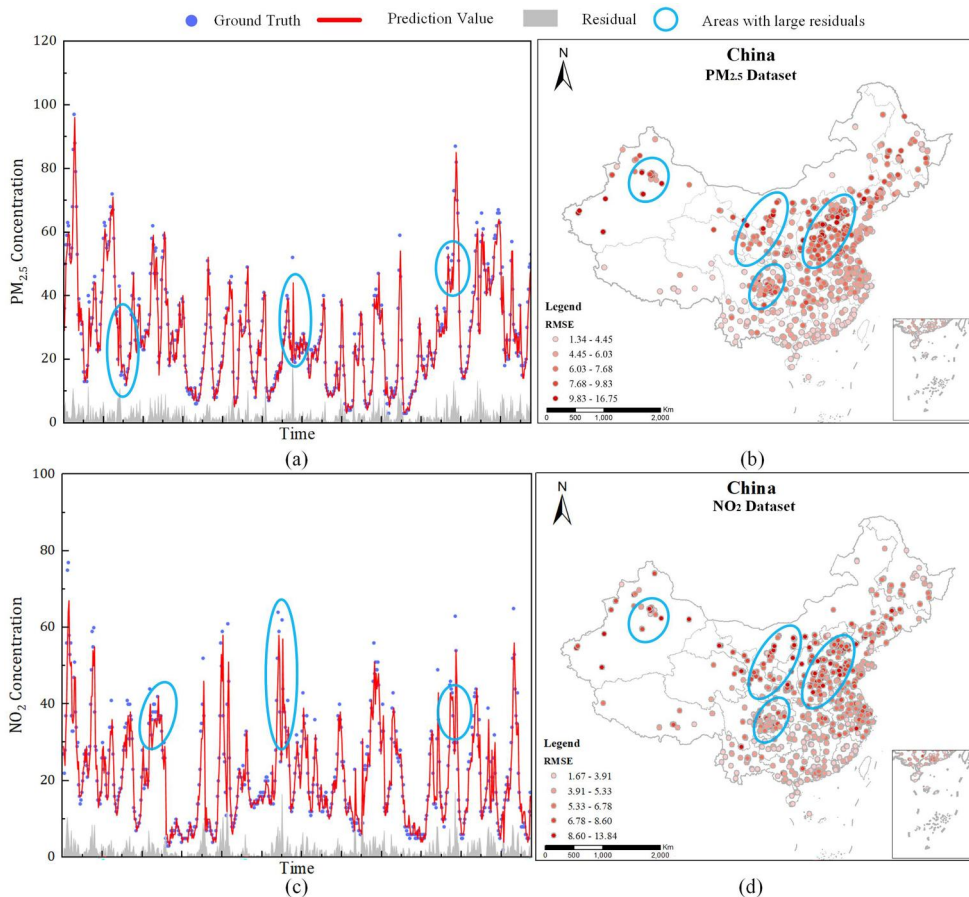 Ground Truth Prediction Value Residual Areas with large residuals
120
100
80
60
40
20
0
PM2.5 Concentration
Time
(a)
N
China
PM2.5 Dataset
Legend
RMSE
1.34 - 4.45
4.45 - 6.03
6.03 - 7.68
7.68 - 9.83
9.83 - 16.75
0 500 1,000 2,000 Km
(b)
100
80
60
40
20
0
NO2 Concentration
Time
(c)
N
China
NO2 Dataset
Legend
RMSE
1.67 - 3.91
3.91 - 5.33
5.33 - 6.78
6.78 - 8.60
8.60 - 13.84
0 500 1,000 2,000 Km
(d)